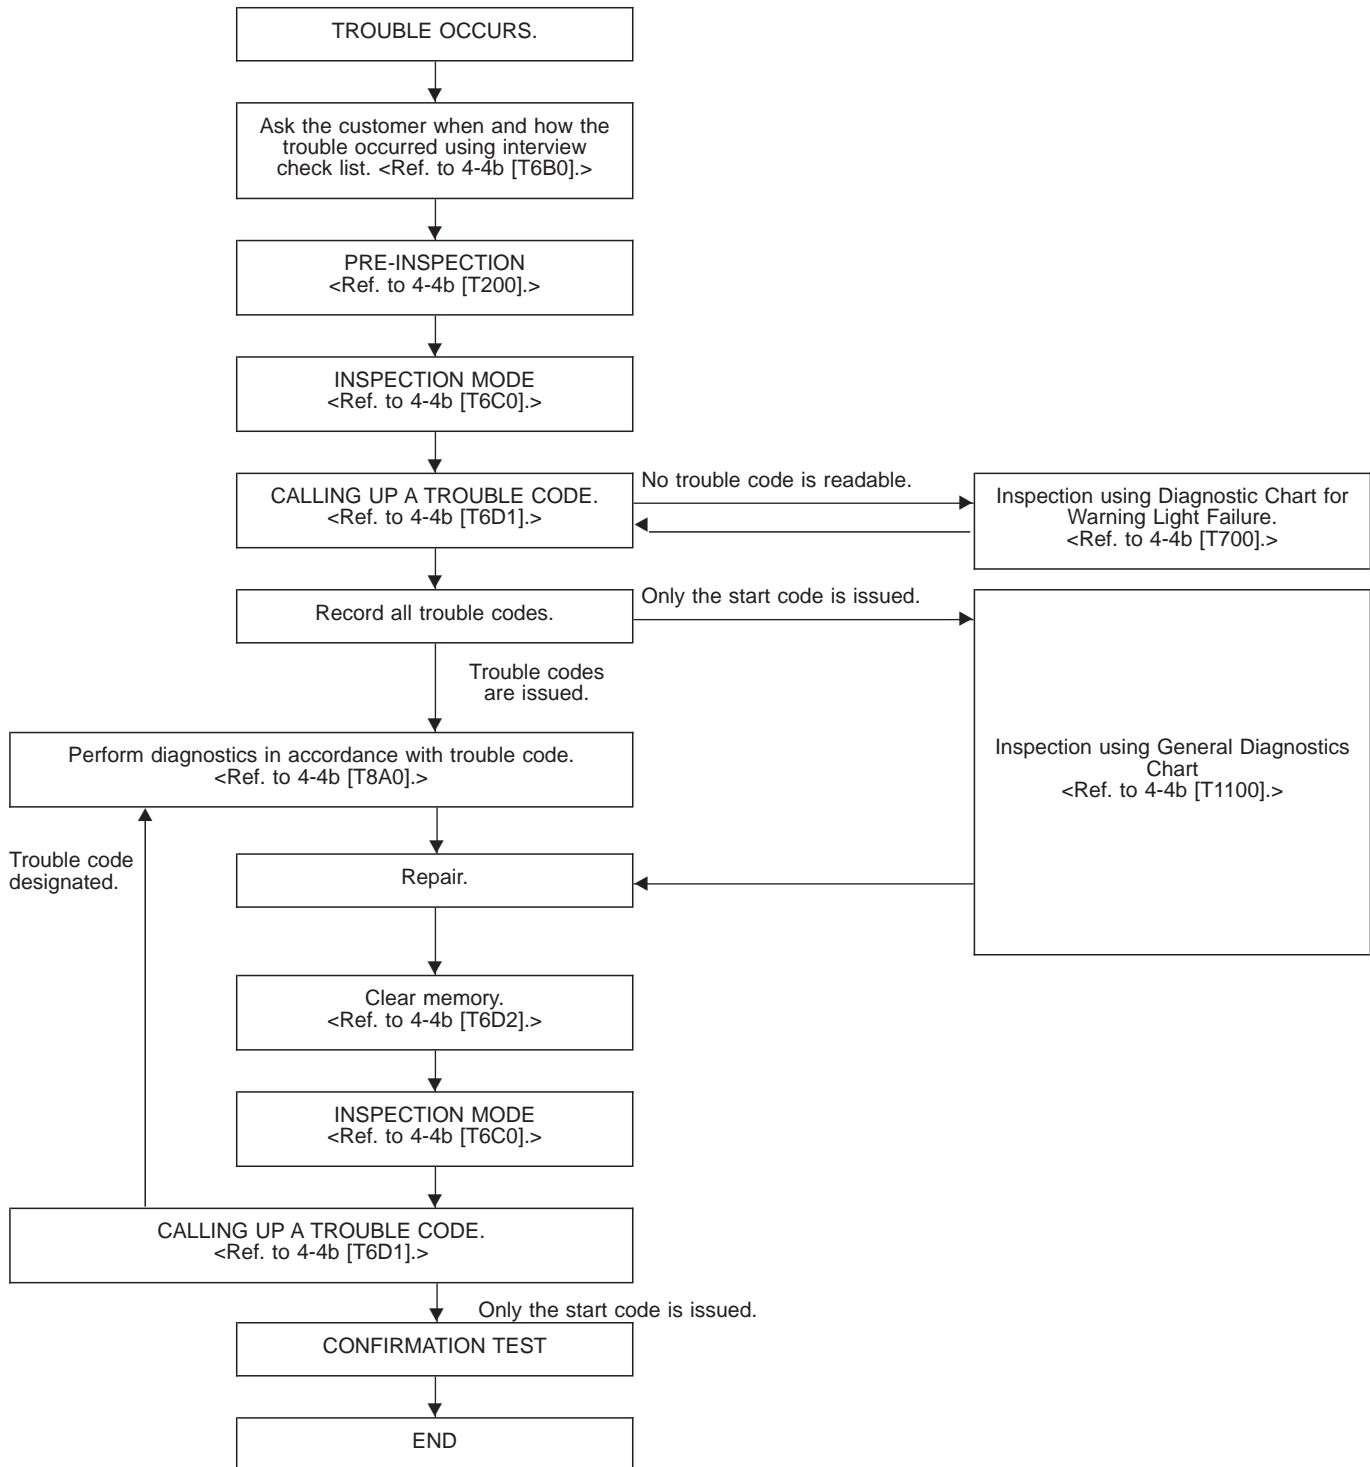 TROUBLE OCCURS.
Ask the customer when and how the
trouble occurred using interview
check list. <Ref. to 4-4b [T6B0].>
PRE-INSPECTION
<Ref. to 4-4b [T200].>
INSPECTION MODE
<Ref. to 4-4b [T6C0].>
CALLING UP A TROUBLE CODE.
<Ref. to 4-4b [T6D1].>
No trouble code is readable.
Inspection using Diagnostic Chart for
Warning Light Failure.
<Ref. to 4-4b [T700].>
Record all trouble codes.
Only the start code is issued.
Trouble codes
are issued.
Inspection using General Diagnostics
Chart
<Ref. to 4-4b [T1100].>
Perform diagnostics in accordance with trouble code.
<Ref. to 4-4b [T8A0].>
Trouble code
designated.
Repair.
Clear memory.
<Ref. to 4-4b [T6D2].>
INSPECTION MODE
<Ref. to 4-4b [T6C0].>
CALLING UP A TROUBLE CODE.
<Ref. to 4-4b [T6D1].>
Only the start code is issued.
CONFIRMATION TEST
END